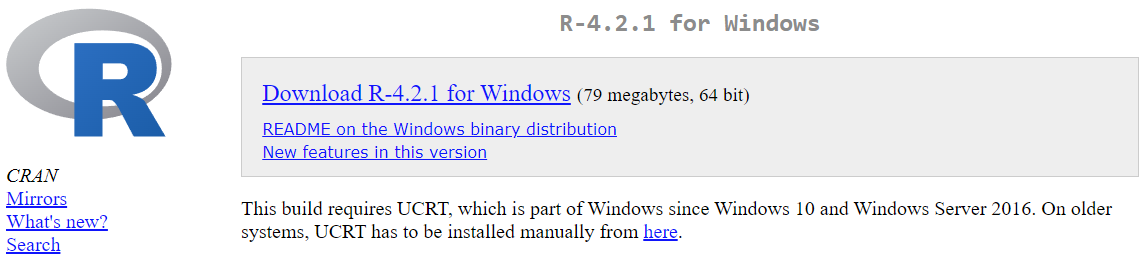 R
R-4.2.1 for Windows
Download R-4.2.1 for Windows (79 megabytes, 64 bit)
README on the Windows binary distribution
New features in this version
CRAN
Mirrors
What's new?
Search
This build requires UCRT, which is part of Windows since Windows 10 and Windows Server 2016. On older
systems, UCRT has to be installed manually from here.